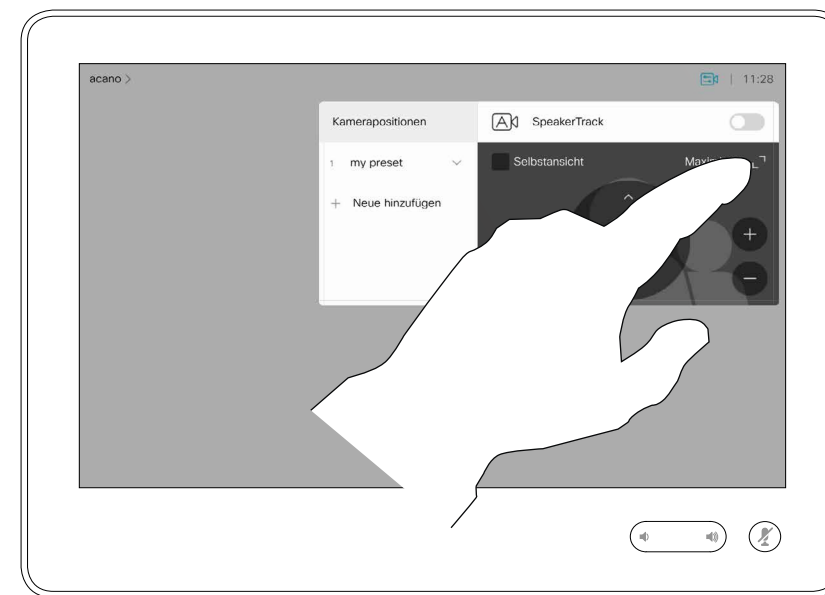 acano >
| 11:28
Kamerapositionen
A SpeakerTrack
1 my preset
Selbstansicht
+ Neue hinzufügen
+
−